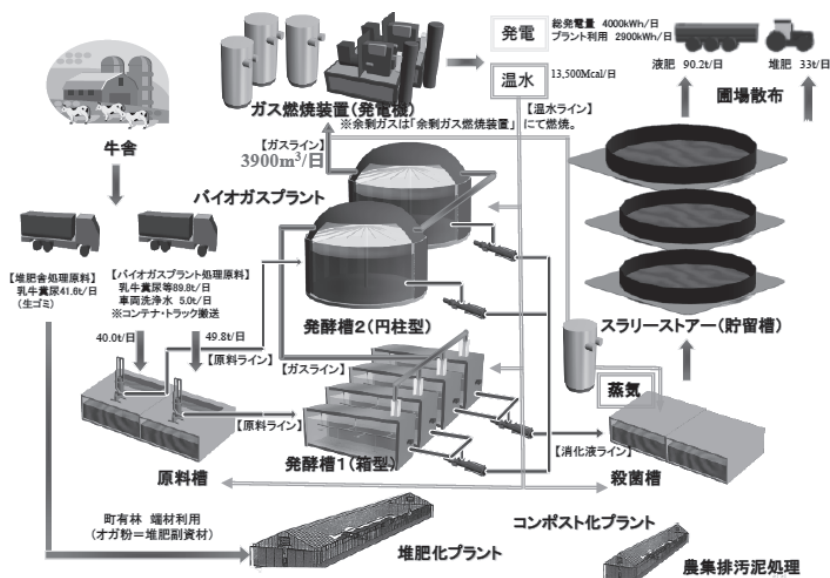 発電
総発電量 4000kWh/日
プラント利用 2900kWh/日
温水
13,500Mcal/日
液肥 90.2t/日
堆肥 33t/日
圃場散布
ガス燃焼装置(発電機)
【温水ライン】
※余剰ガスは「余剰ガス燃焼装置」 にて燃焼。
【ガスライン】
3900m³/日
牛舎
バイオガスプラント
【堆肥舎処理原料】
乳牛糞尿41.6t/日
(生ゴミ)
【バイオガスプラント処理原料】
乳牛糞尿等89.8t/日
車両洗浄水 5.0t/日
※コンテナ・トラック搬送
40.0t/日
49.8t/日
【原料ライン】
発酵槽2(円柱型)
スラリーストアー(貯留槽)
【ガスライン】
蒸気
【原料ライン】
【消化液ライン】
原料槽
発酵槽1(箱型)
殺菌槽
町有林 端材利用
(オガ粉=堆肥副資材)
堆肥化プラント
コンポスト化プラント
農集排汚泥処理